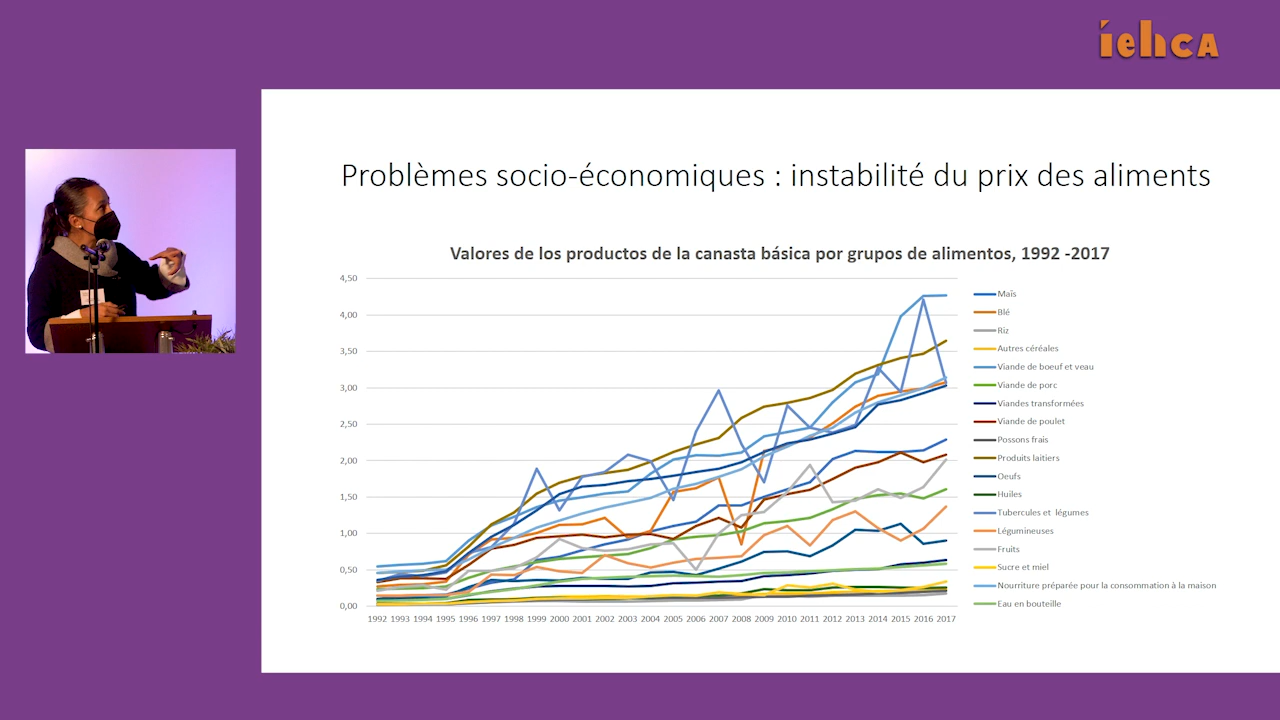 iehca
Problèmes socio-économiques : instabilité du prix des aliments
Valores de los productos de la canasta básica por grupos de alimentos, 1992 -2017
4,50
4,00
3,50
3,00
2,50
2,00
1,50
1,00
0,50
0,00
1992 1993 1994 1995 1996 1997 1998 1999 2000 2001 2002 2003 2004 2005 2006 2007 2008 2009 2010 2011 2012 2013 2014 2015 2016 2017
Maïs
Blé
Riz
Autres céréales
Viande de boeuf et veau
Viande de porc
Viandes transformées
Viande de poulet
Possons frais
Produits laitiers
Oeufs
Huiles
Tubercules et légumes
Légumineuses
Fruits
Sucre et miel
Nourriture préparée pour la consommation à la maison
Eau en bouteille